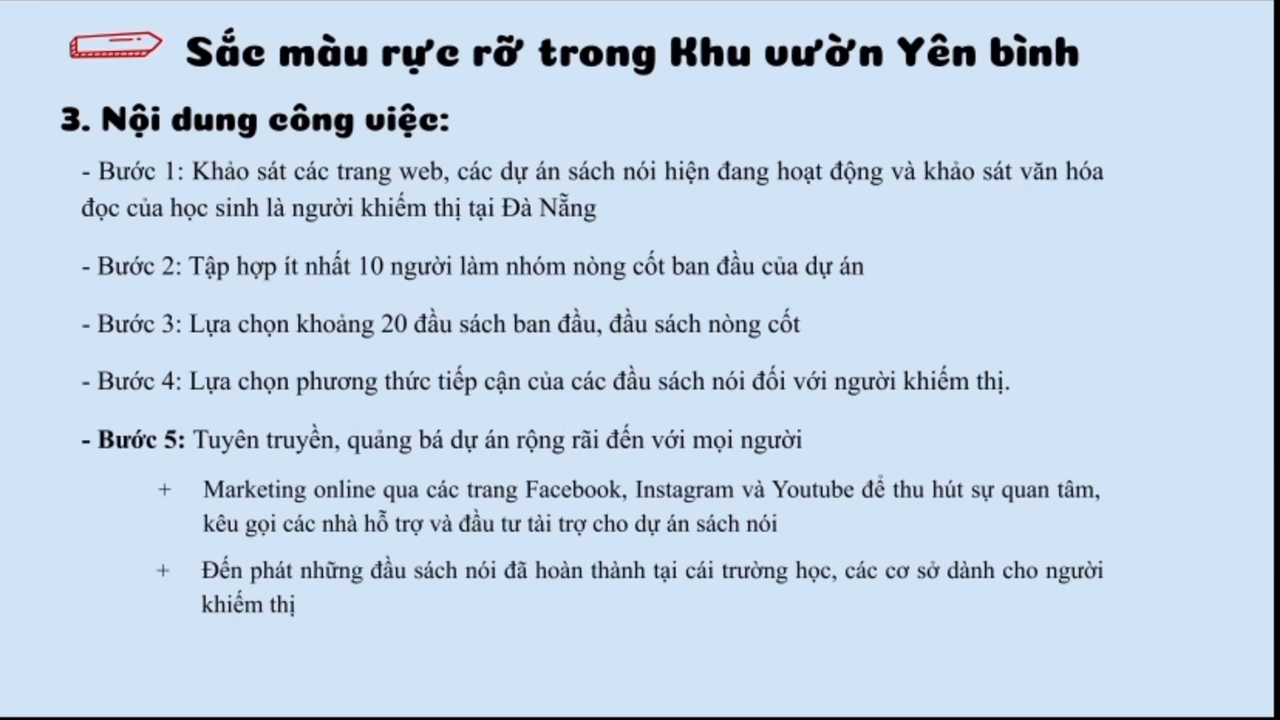 Sắc màu rực rỡ trong Khu vườn Yên bình
3. Nội dung công việc:
- Bước 1: Khảo sát các trang web, các dự án sách nói hiện đang hoạt động và khảo sát văn hóa
đọc của học sinh là người khiếm thị tại Đà Nẵng
- Bước 2: Tập hợp ít nhất 10 người làm nhóm nòng cốt ban đầu của dự án
- Bước 3: Lựa chọn khoảng 20 đầu sách ban đầu, đầu sách nòng cốt
- Bước 4: Lựa chọn phương thức tiếp cận của các đầu sách nói đối với người khiếm thị.
- Bước 5: Tuyên truyền, quảng bá dự án rộng rãi đến với mọi người
+ Marketing online qua các trang Facebook, Instagram và Youtube để thu hút sự quan tâm,
kêu gọi các nhà hỗ trợ và đầu tư tài trợ cho dự án sách nói
+ Đến phát những đầu sách nói đã hoàn thành tại cái trường học, các cơ sở dành cho người
khiếm thị